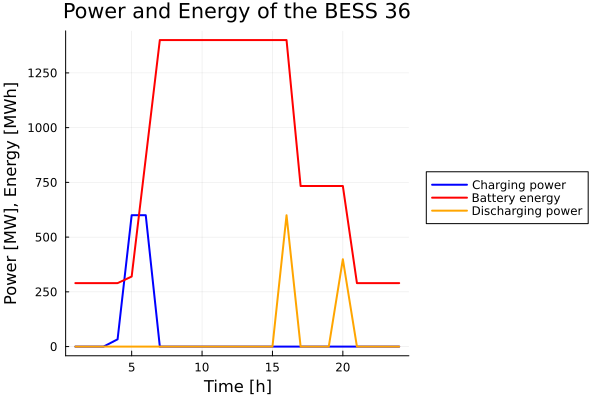 Power and Energy of the BESS 36
Power [MW], Energy [MWh]
1250
1000
750
500
250
0
5 10 15 20
Time [h]
Charging power
Battery energy
Discharging power